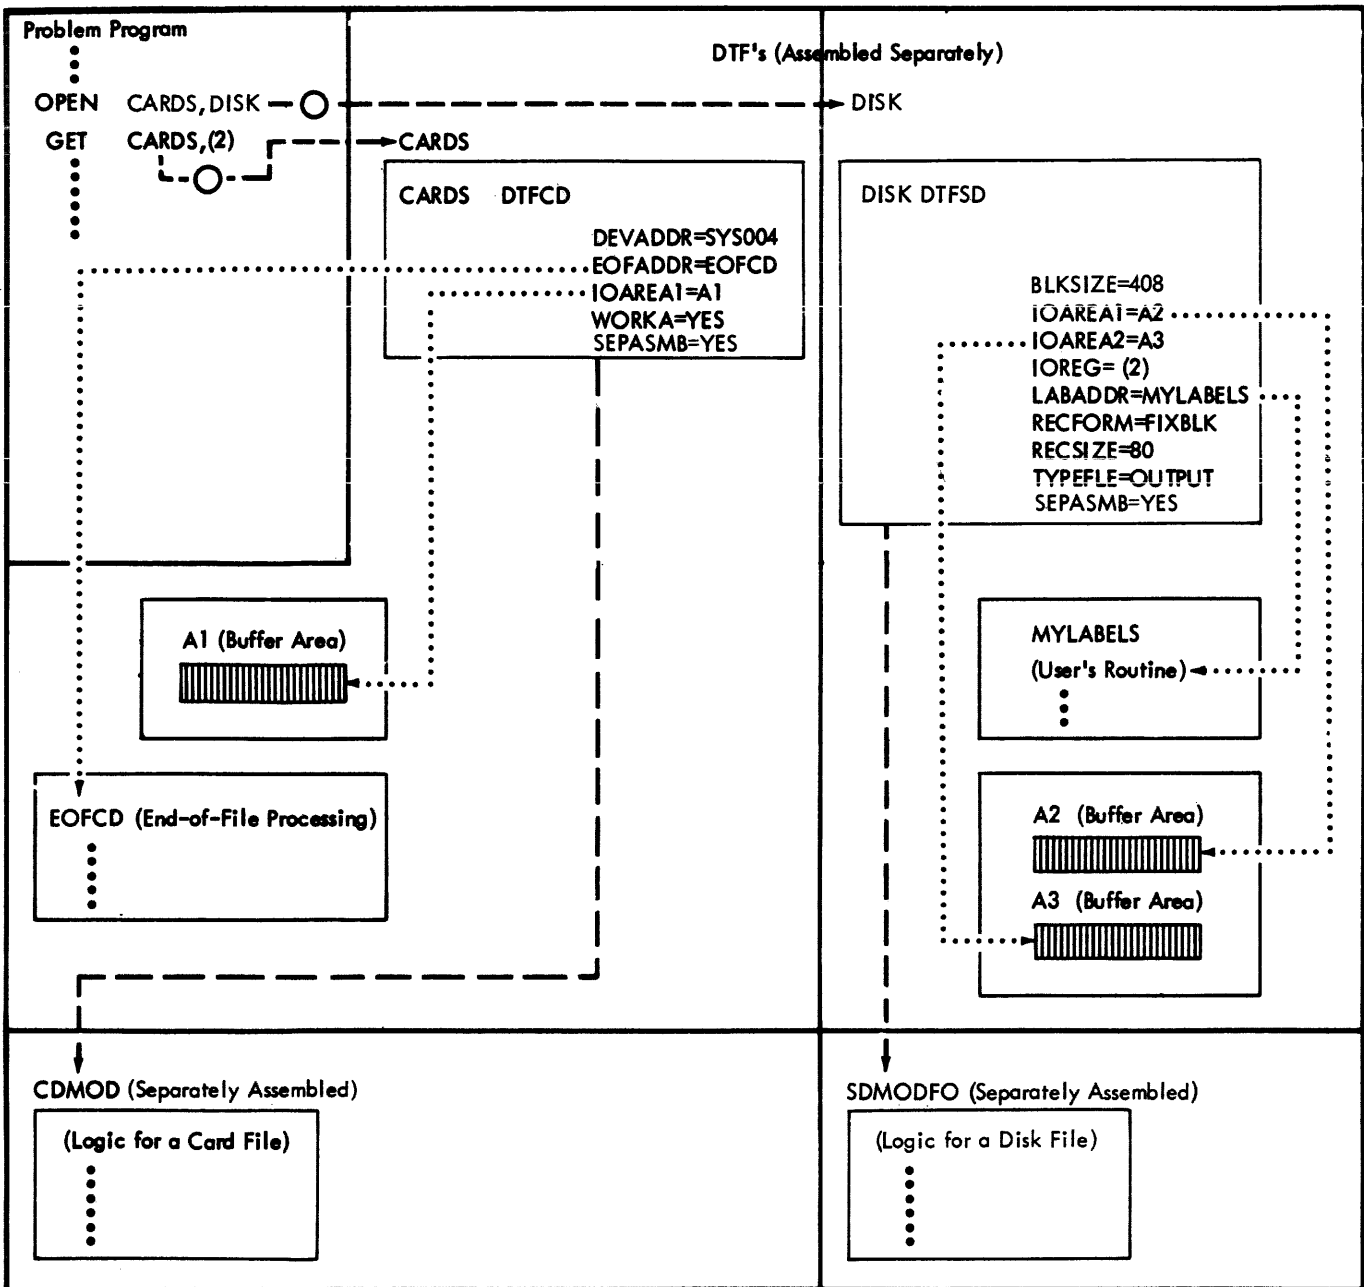 Problem Program
DTF's (Assembled Separately)
OPEN CARDS,DISK
DISK
GET CARDS,(2)
CARDS
CARDS DTFCD
DEVADDR=SYS004
EOFADDR=EOFCD
IOAREA1=A1
WORKA=YES
SEPASMB=YES
DISK DTFSD
BLKSIZE=408
IOAREA1=A2
IOAREA2=A3
IOREG= (2)
LABADDR=MYLABELS
RECFORM=FIXBLK
RECSIZE=80
TYPEFLE=OUTPUT
SEPASMB=YES
A1 (Buffer Area)
MYLABELS
(User's Routine)
EOFCD (End-of-File Processing)
A2 (Buffer Area)
A3 (Buffer Area)
CDMOD (Separately Assembled)
(Logic for a Card File)
SDMODFO (Separately Assembled)
(Logic for a Disk File)